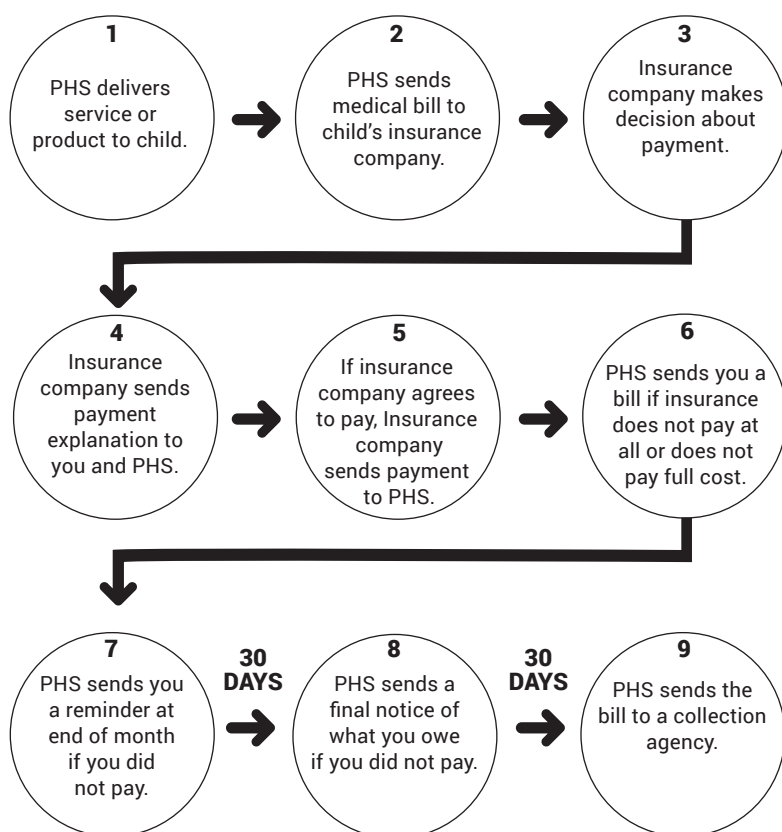 1
PHS delivers
service or
product to child.
2
PHS sends
medical bill to
child's insurance
company.
3
Insurance
company makes
decision about
payment.
4
Insurance
company sends
payment
explanation to
you and PHS.
5
If insurance
company agrees
to pay, Insurance
company
sends payment
to PHS.
6
PHS sends you a
bill if insurance
does not pay at
all or does not
pay full cost.
7
PHS sends you
a reminder at
end of month
if you did
not pay.
30
DAYS
8
PHS sends a
final notice of
what you owe
if you did not pay.
30
DAYS
9
PHS sends the
bill to a collection
agency.